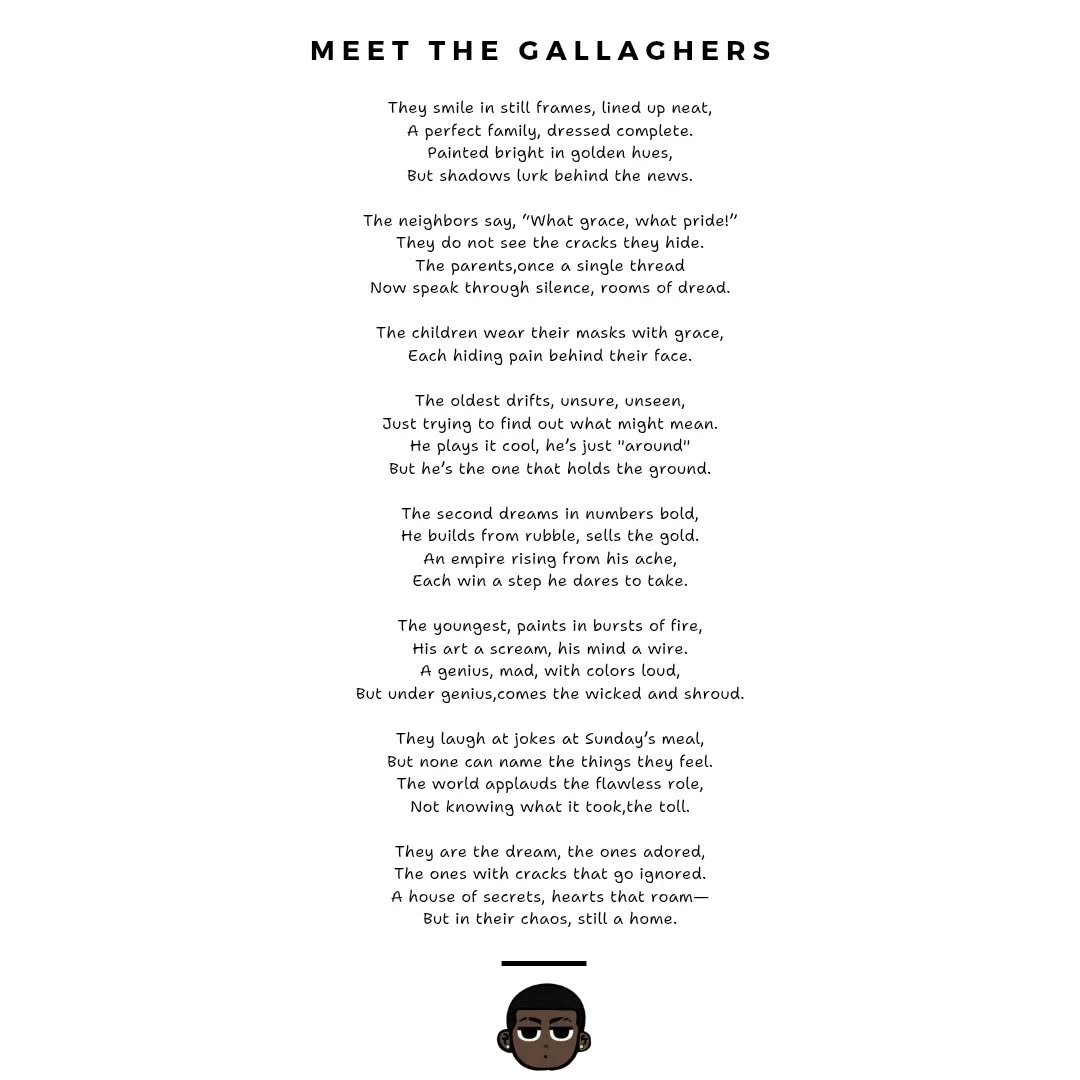 MEET THE GALLAGHERS
They smile in still frames, lined up neat,
A perfect family, dressed complete.
Painted bright in golden hues,
But shadows lurk behind the news.
The neighbors say, “What grace, what pride!”
They do not see the cracks they hide.
The parents,once a single thread
Now speak through silence, rooms of dread.
The children wear their masks with grace,
Each hiding pain behind their face.
The oldest drifts, unsure, unseen,
Just trying to find out what might mean.
He plays it cool, he’s just "around"
But he’s the one that holds the ground.
The second dreams in numbers bold,
He builds from rubble, sells the gold.
An empire rising from his ache,
Each win a step he dares to take.
The youngest, paints in bursts of fire,
His art a scream, his mind a wire.
A genius, mad, with colors loud,
But under genius,comes the wicked and shroud.
They laugh at jokes at Sunday’s meal,
But none can name the things they feel.
The world applauds the flawless role,
Not knowing what it took,the toll.
They are the dream, the ones adored,
The ones with cracks that go ignored.
A house of secrets, hearts that roam—
But in their chaos, still a home.